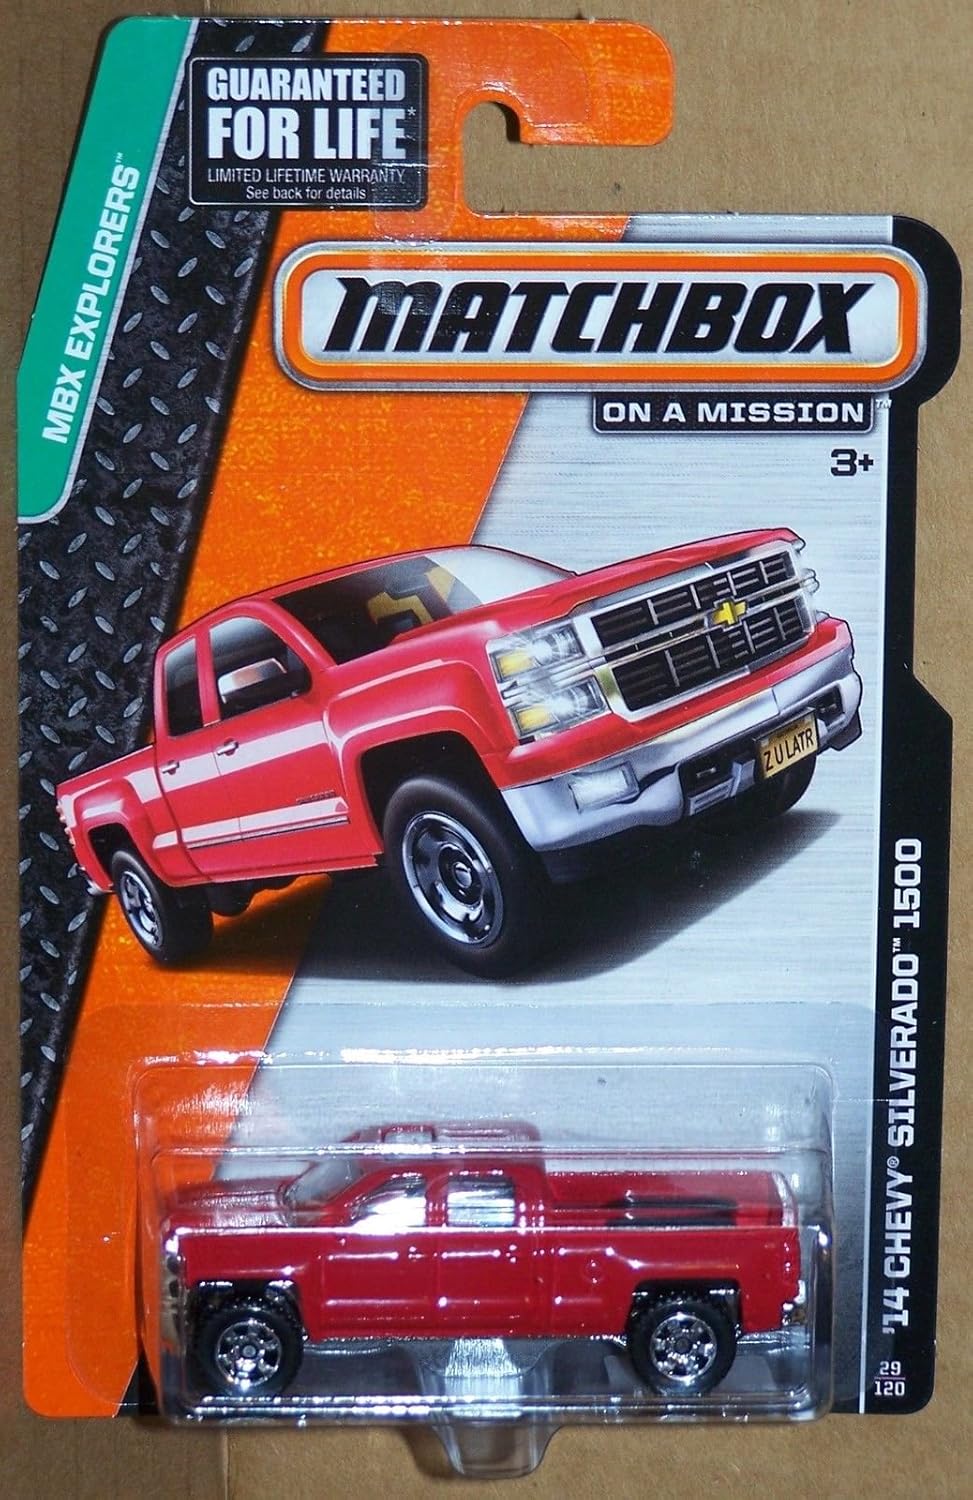 GUARANTEED
FOR LIFE*
LIMITED LIFETIME WARRANTY
See back for details
MBX EXPLORERS™
MATCHBOX
ON A MISSION™
3+
Z U LATR
'14 CHEVY® SILVERADO™ 1500
29
120